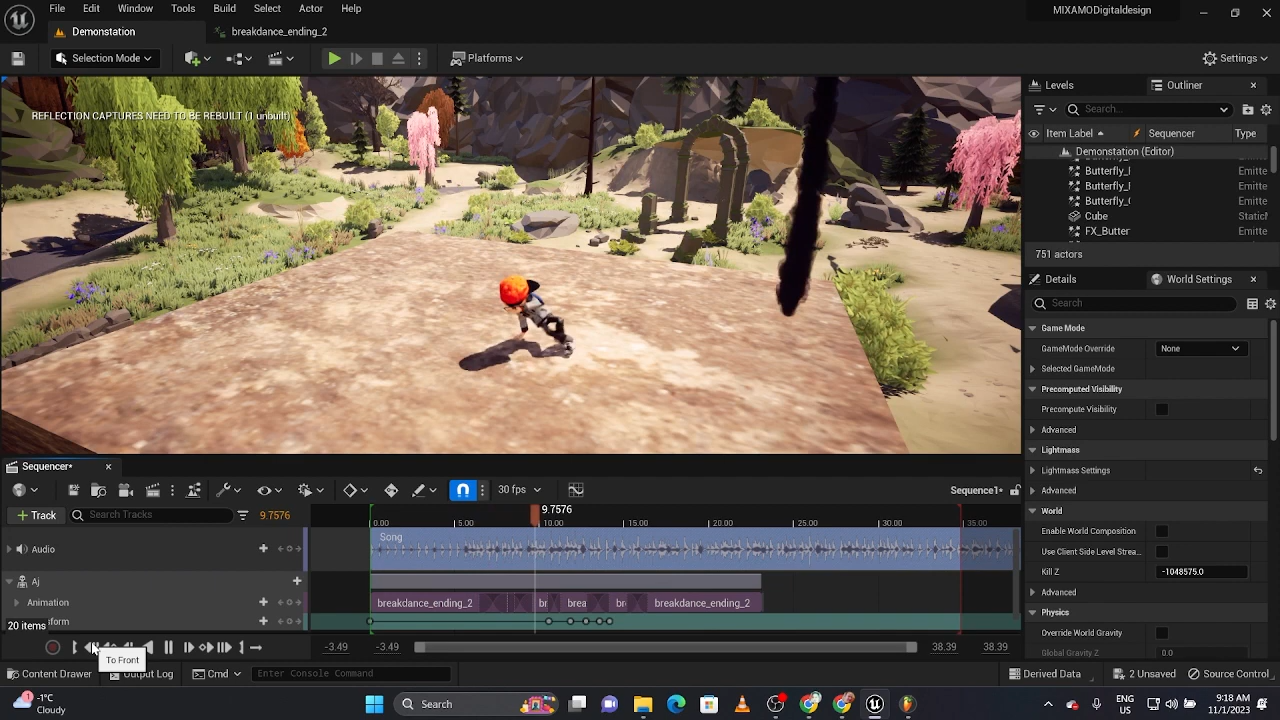 File Edit Window Tools Build Select Actor Help
MIXAMODigitaldesign
Demonstation
breakdance_ending_2
Selection Mode
Platforms
Settings
REFLECTION CAPTURES NEED TO BE REBUILT (1 unbuilt)
Levels
Outliner
Search...
Item Label Sequencer Type
Demonstation (Editor)
Butterfly_I
Butterfly_I Emitte
Butterfly_( Emitte
Cube Static
FX_Butter Emitte
751 actors
Details
World Settings
Search
Game Mode
GameMode Override None
Selected GameMode
Precomputed Visibility
Precompute Visibility
Advanced
Lightmass
Lightmass Settings
Advanced
World
Enable World Composition
Use Client Side Level Strea...
Kill Z -1048575.0
Advanced
Physics
Override World Gravity
Global Gravity Z 0.0
Sequencer*
30 fps
Sequence1*
Track
Search Tracks
9.7576
9.7576
0.00 5.00 10.00 15.00 20.00 25.00 30.00 35.00
Audio
Song
Aj
Animation
breakdance_ending_2 br brea br breakdance_ending_2
20 items
form
-3.49 -3.49 38.39 38.39
To Front
Content Drawer
Output Log
Cmd
Enter Console Command
Derived Data
2 Unsaved
Source Control
-1°C
Cloudy
Search
ENG
US
9:18 AM
11/1/2023